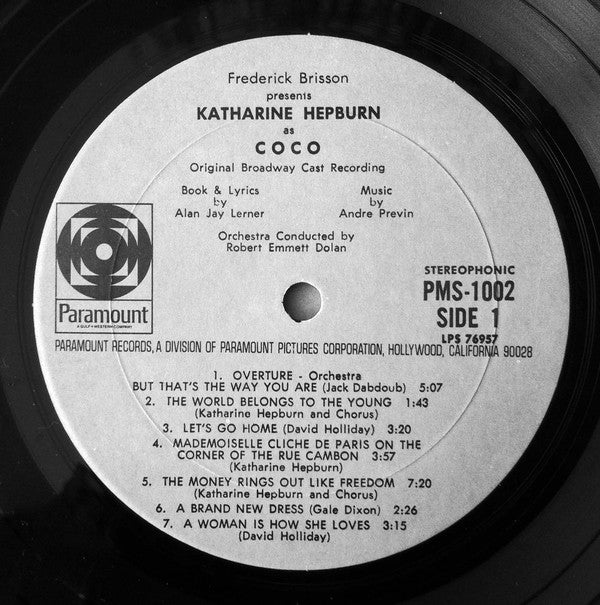 Frederick Brisson
presents
KATHARINE HEPBURN
as
COCO
Original Broadway Cast Recording
Book & Lyrics
by
Alan Jay Lerner
Music
by
Andre Previn
Orchestra Conducted by
Robert Emmett Dolan
Paramount
A GULF+WESTERN COMPANY
STEREOPHONIC
PMS-1002
SIDE 1
LPS 76957
PARAMOUNT RECORDS, A DIVISION OF PARAMOUNT PICTURES CORPORATION, HOLLYWOOD, CALIFORNIA 90028
1. OVERTURE - Orchestra
BUT THAT'S THE WAY YOU ARE (Jack Dabdoub) 5:07
2. THE WORLD BELONGS TO THE YOUNG 1:43
(Katharine Hepburn and Chorus)
3. LET'S GO HOME (David Holliday) 3:20
4. MADEMOISELLE CLICHE DE PARIS ON THE
CORNER OF THE RUE CAMBON 3:57
(Katharine Hepburn)
5. THE MONEY RINGS OUT LIKE FREEDOM 7:20
(Katharine Hepburn and Chorus)
6. A BRAND NEW DRESS (Gale Dixon) 2:26
7. A WOMAN IS HOW SHE LOVES 3:15
(David Holliday)